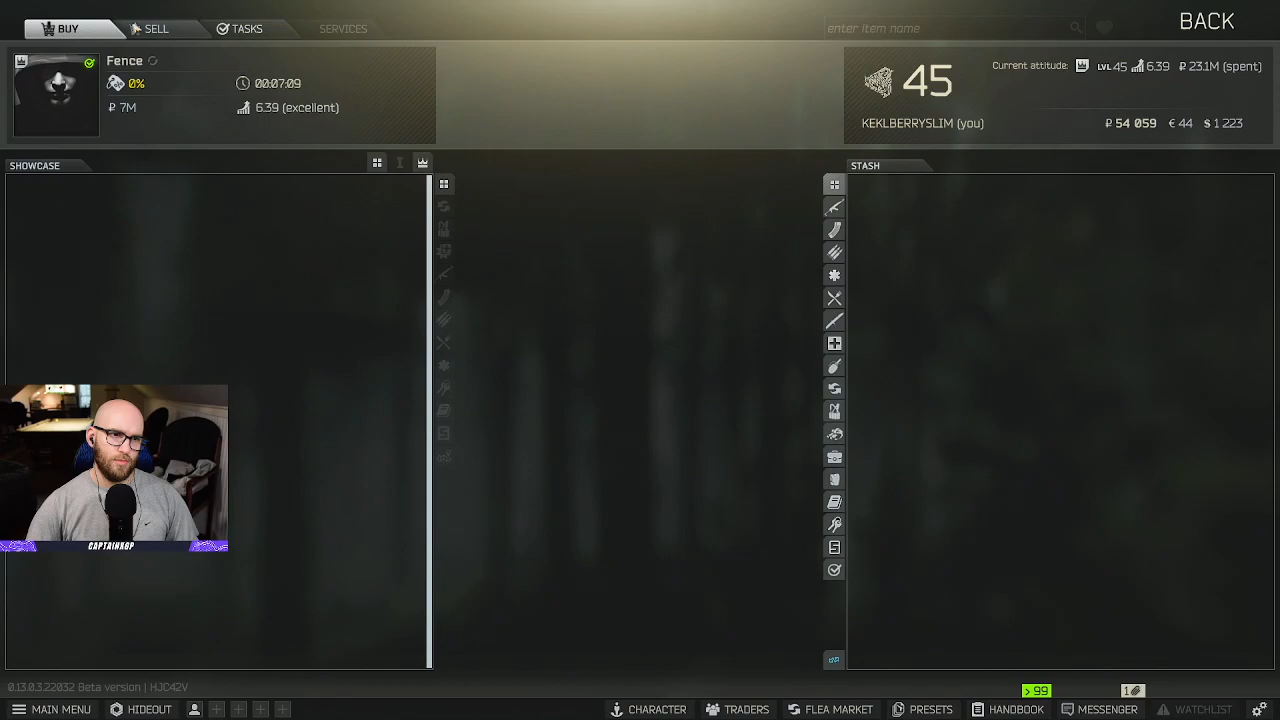 BUY
SELL
TASKS
SERVICES
enter item name
BACK
Fence
0%
00:07:09
₽ 7M
6.39 (excellent)
45
Current attitude:
LVL 45
6.39
₽ 23.1M (spent)
KEKLBERRYSLIM (you)
₽ 54 059
€ 44
$ 1 223
SHOWCASE
I
STASH
CAPTAINXGP
0.13.0.3.22032 Beta version | HJC42V
> 99
1
MAIN MENU
HIDEOUT
CHARACTER
TRADERS
FLEA MARKET
PRESETS
HANDBOOK
MESSENGER
WATCHLIST